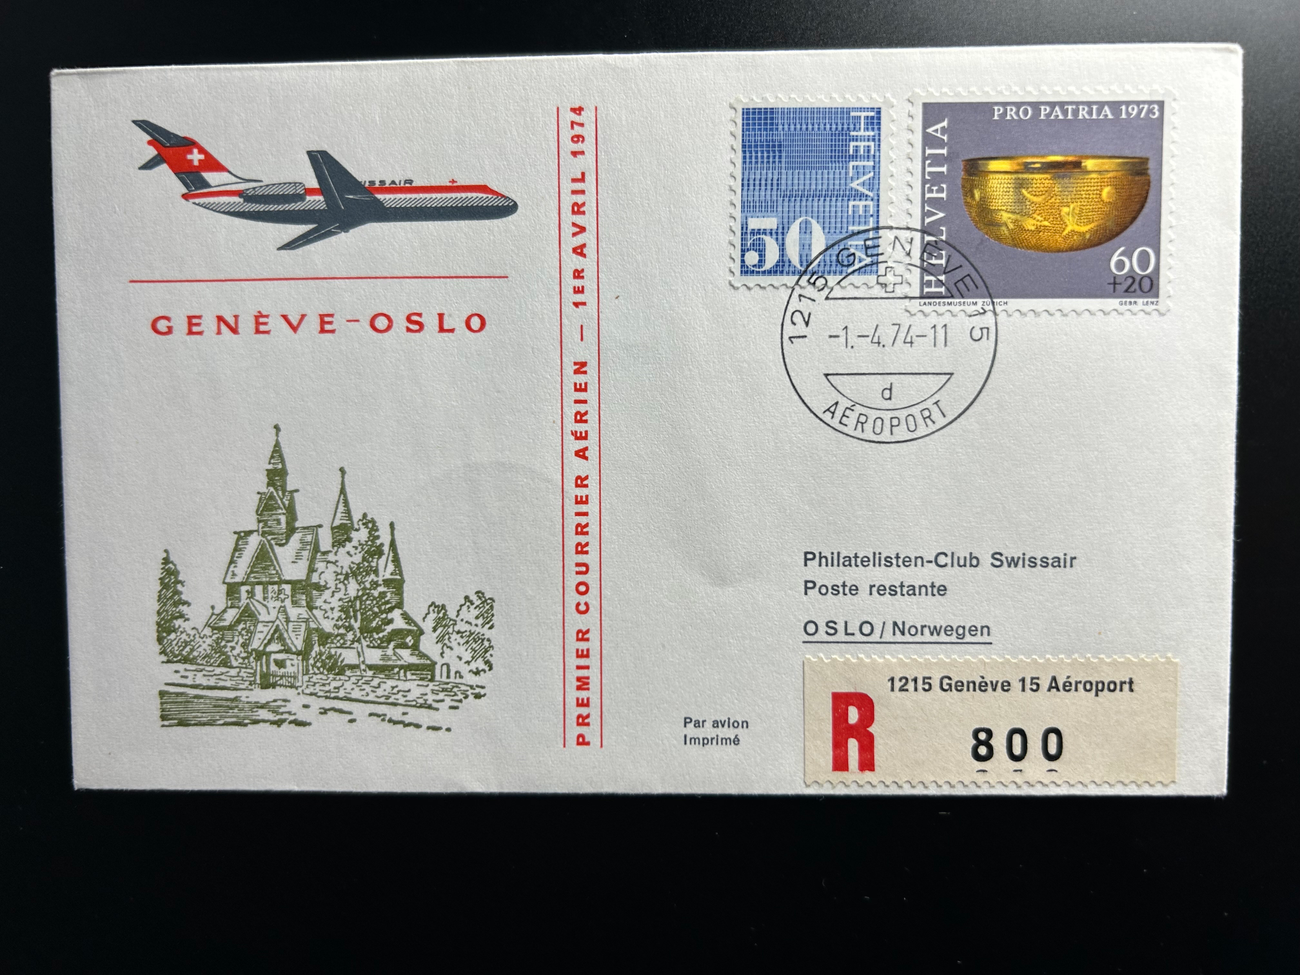 SWISSAIR
GENÈVE–OSLO
PREMIER COURRIER AÉRIEN — 1ER AVRIL 1974
HELVETIA
50
PRO PATRIA 1973
HELVETIA
60
+20
LANDESMUSEUM ZÜRICH
GEBR. LENZ
1215 GENÈVE 15
-1.-4.74-11
d
AÉROPORT
Philatelisten-Club Swissair
Poste restante
OSLO/Norwegen
Par avion
Imprimé
R
1215 Genève 15 Aéroport
800